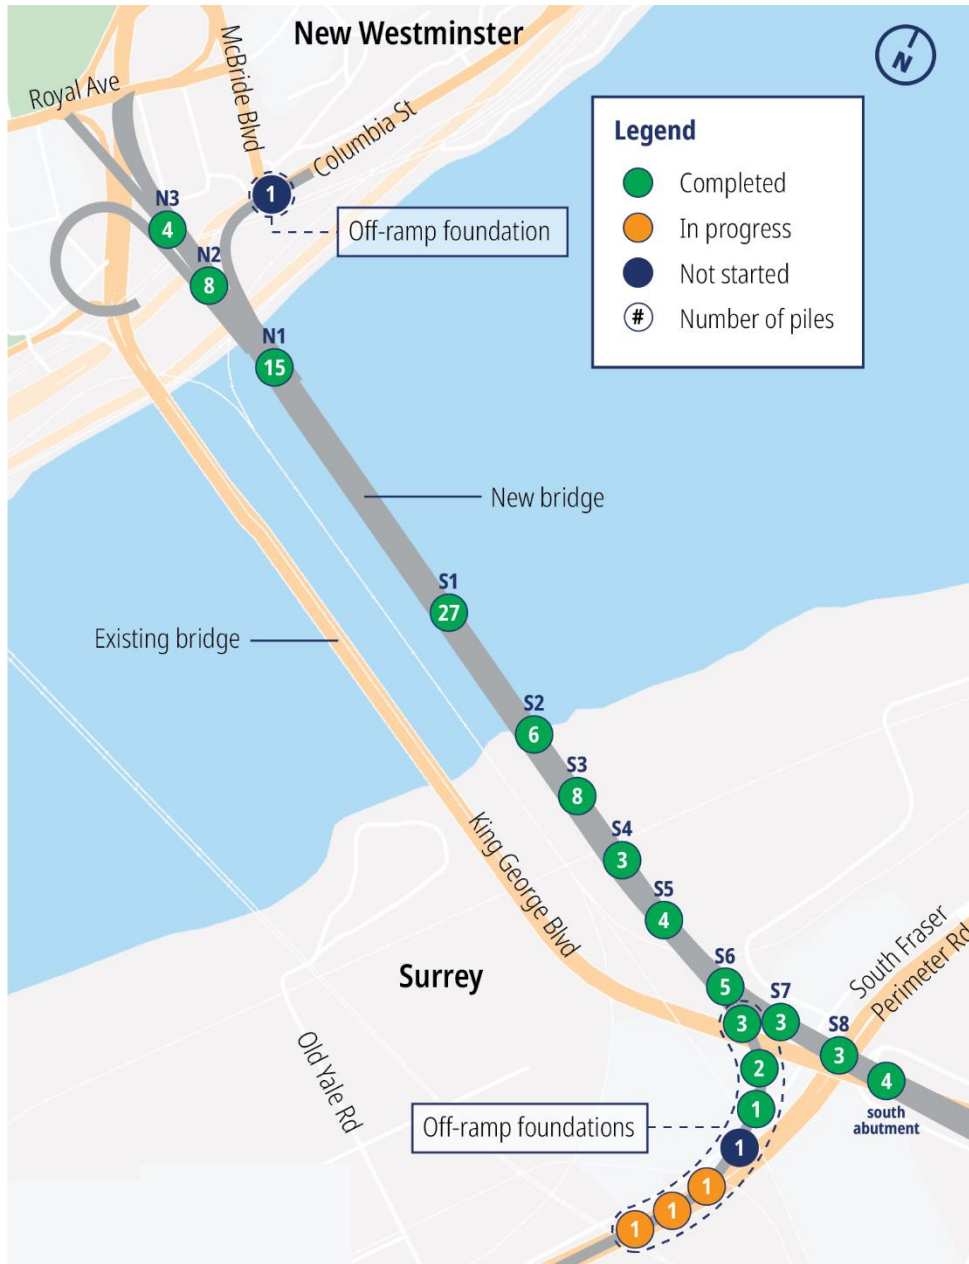 New Westminster
N
McBride Blvd
Royal Ave
Columbia St
Legend
Completed
In progress
Not started
# Number of piles
1
Off-ramp foundation
N3
4
N2
8
N1
15
New bridge
S1
27
Existing bridge
S2
6
S3
8
S4
3
S5
4
King George Blvd
South Fraser
Perimeter Rd
Surrey
S6
5
S7
3
3
S8
3
4
south
abutment
2
1
Old Yale Rd
Off-ramp foundations
1
1
1
1